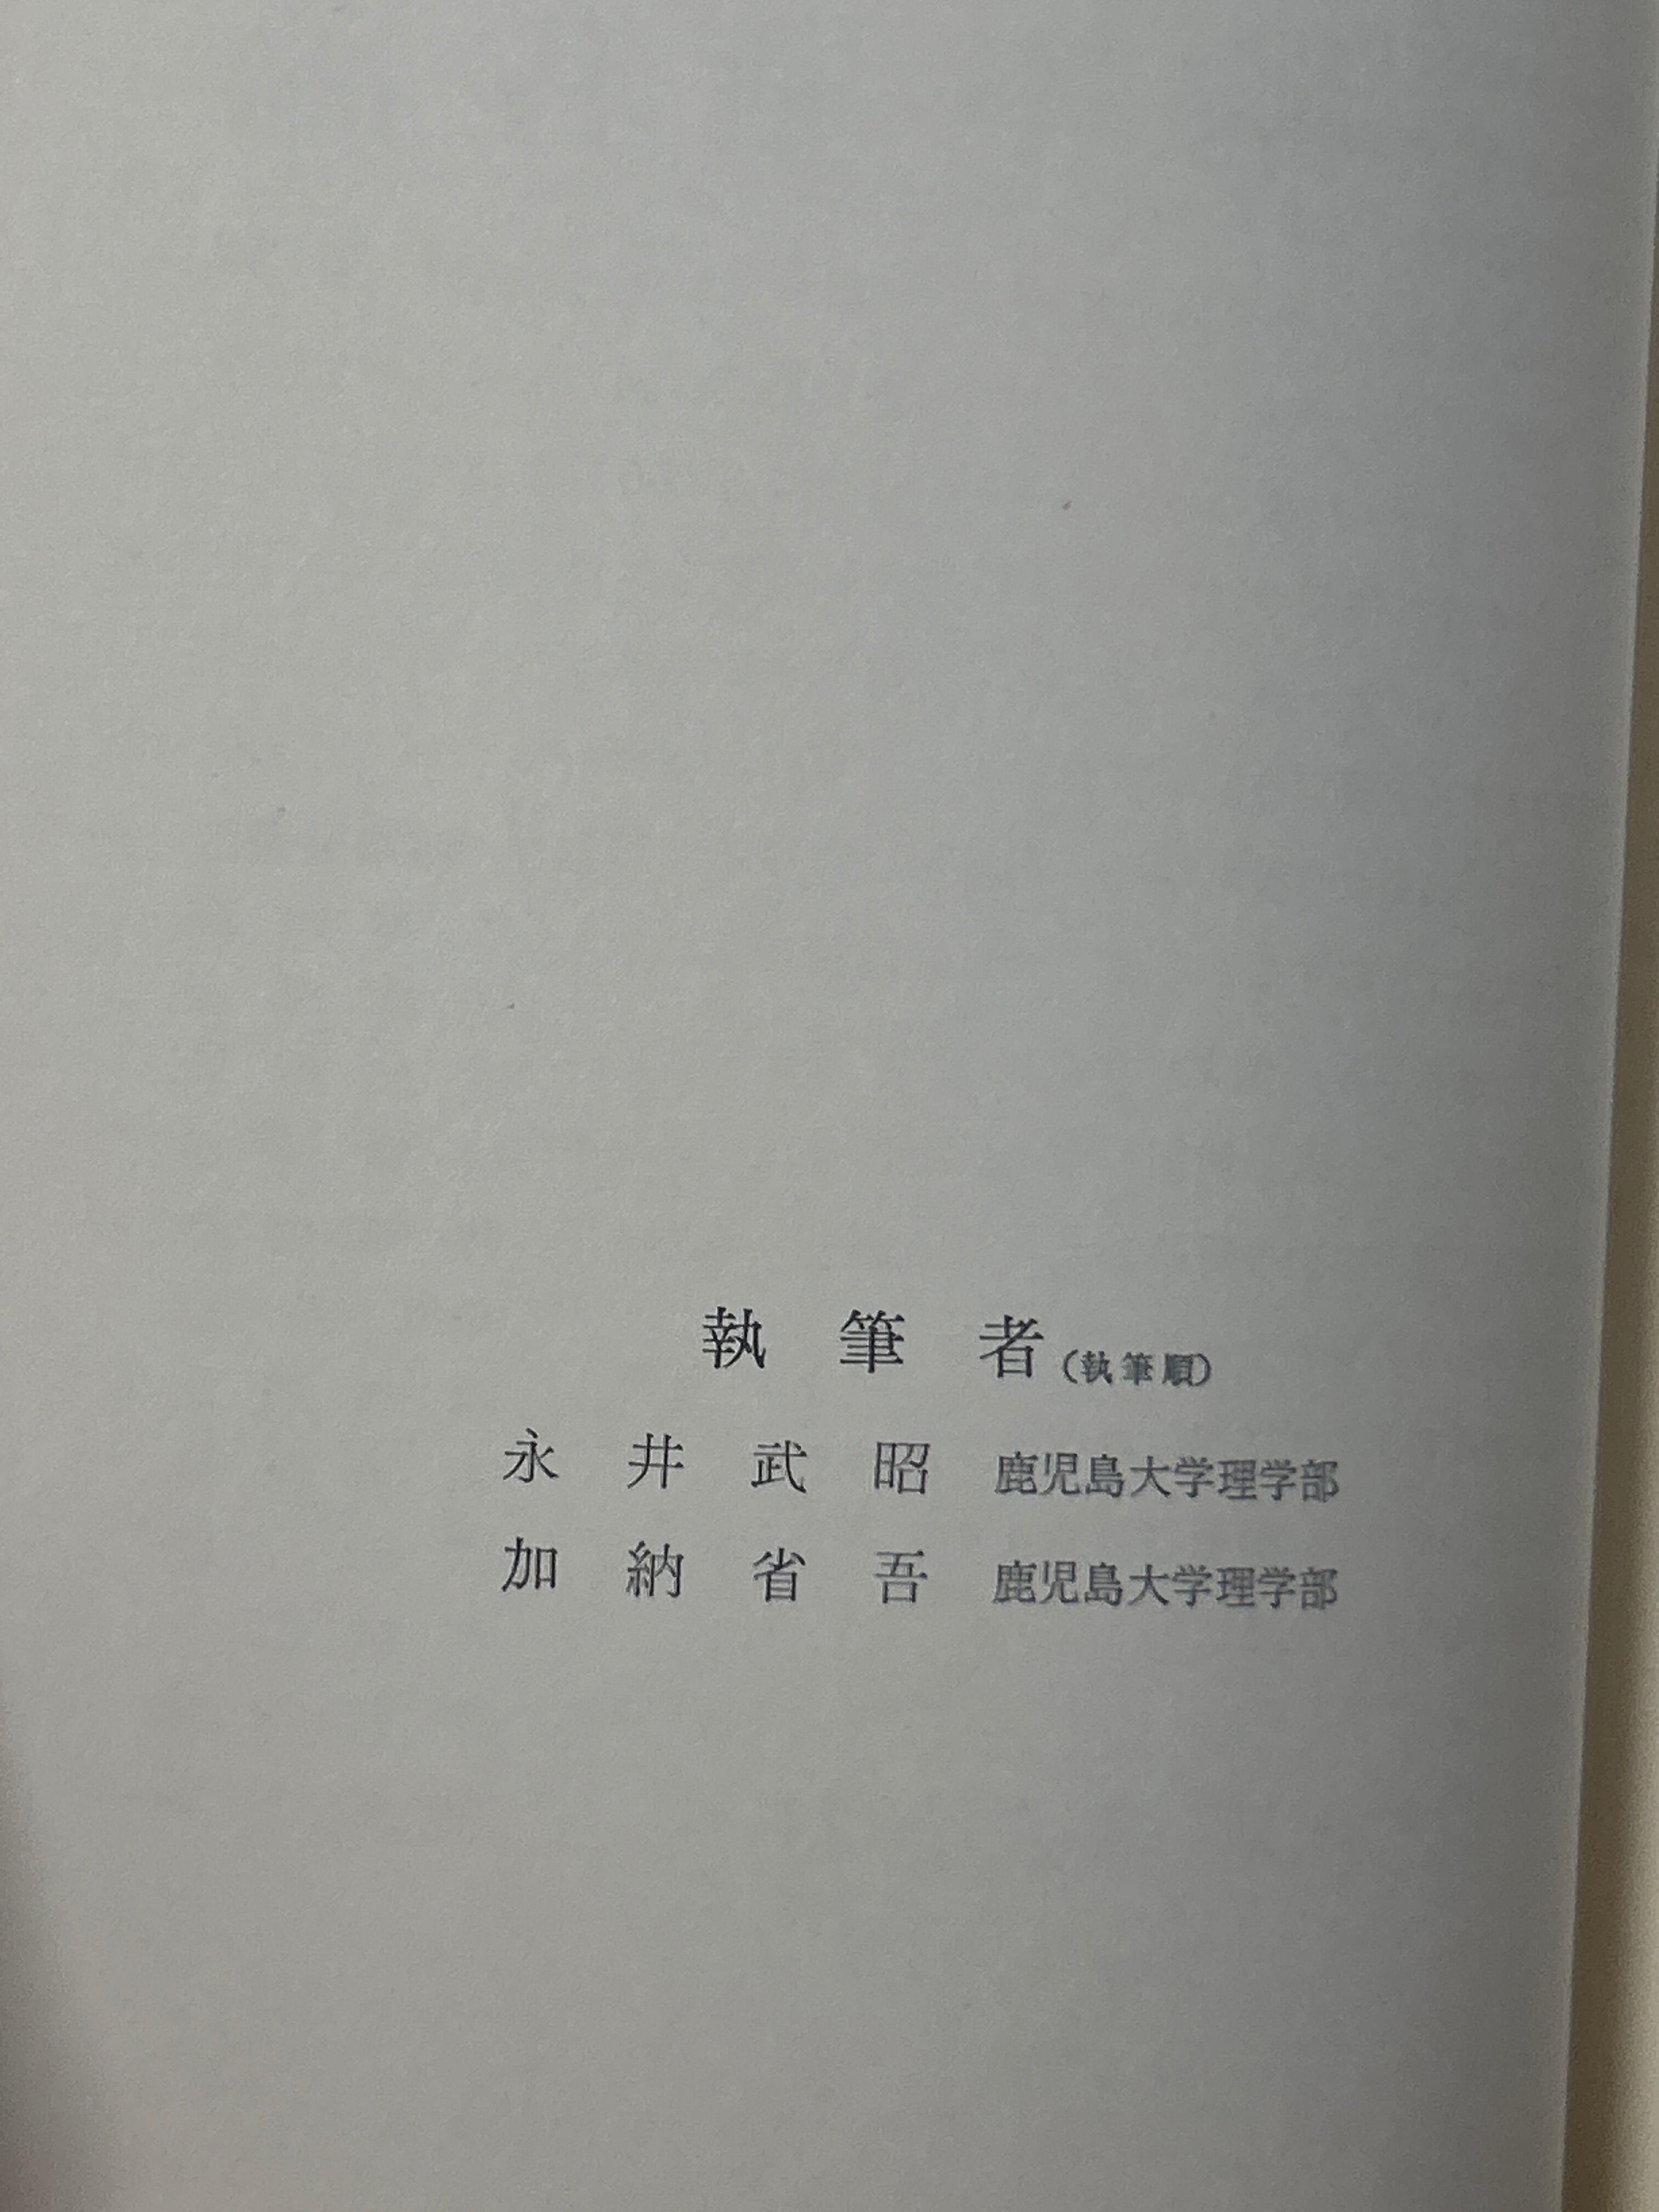 執筆者(執筆順)
永井武昭 鹿児島大学理学部
加納省吾 鹿児島大学理学部